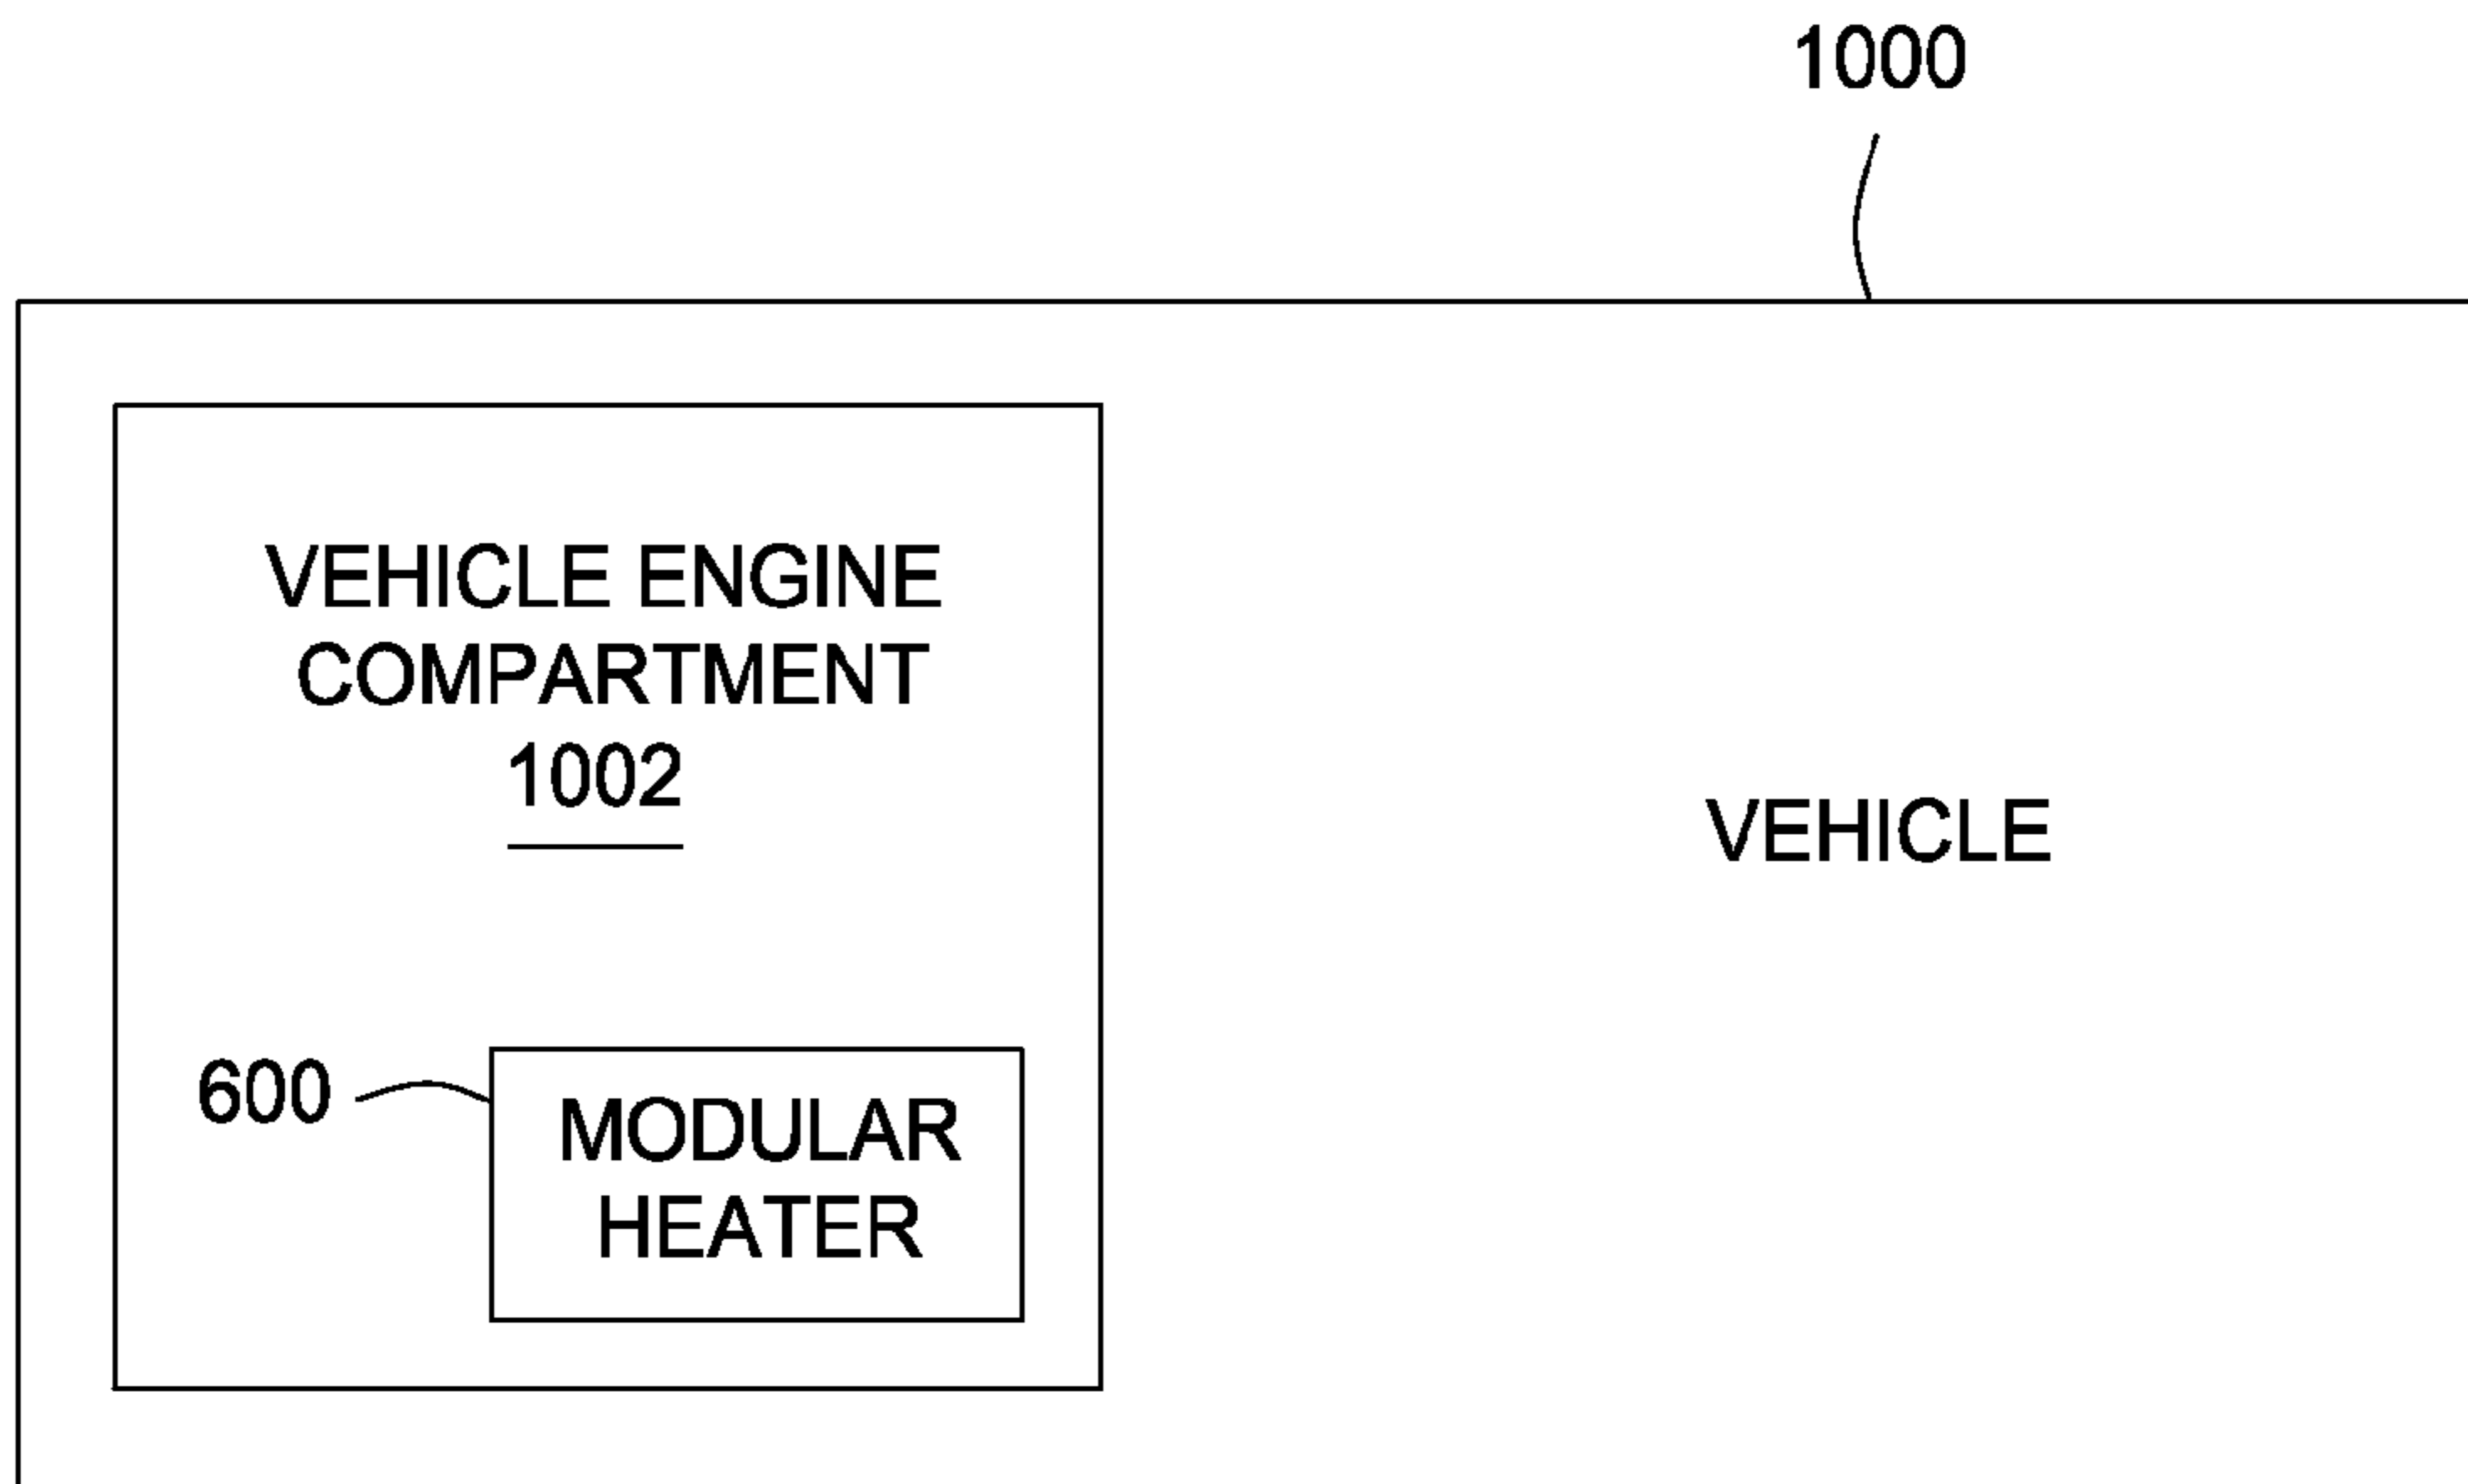 1000
VEHICLE ENGINE
COMPARTMENT
1002
VEHICLE
600
MODULAR
HEATER